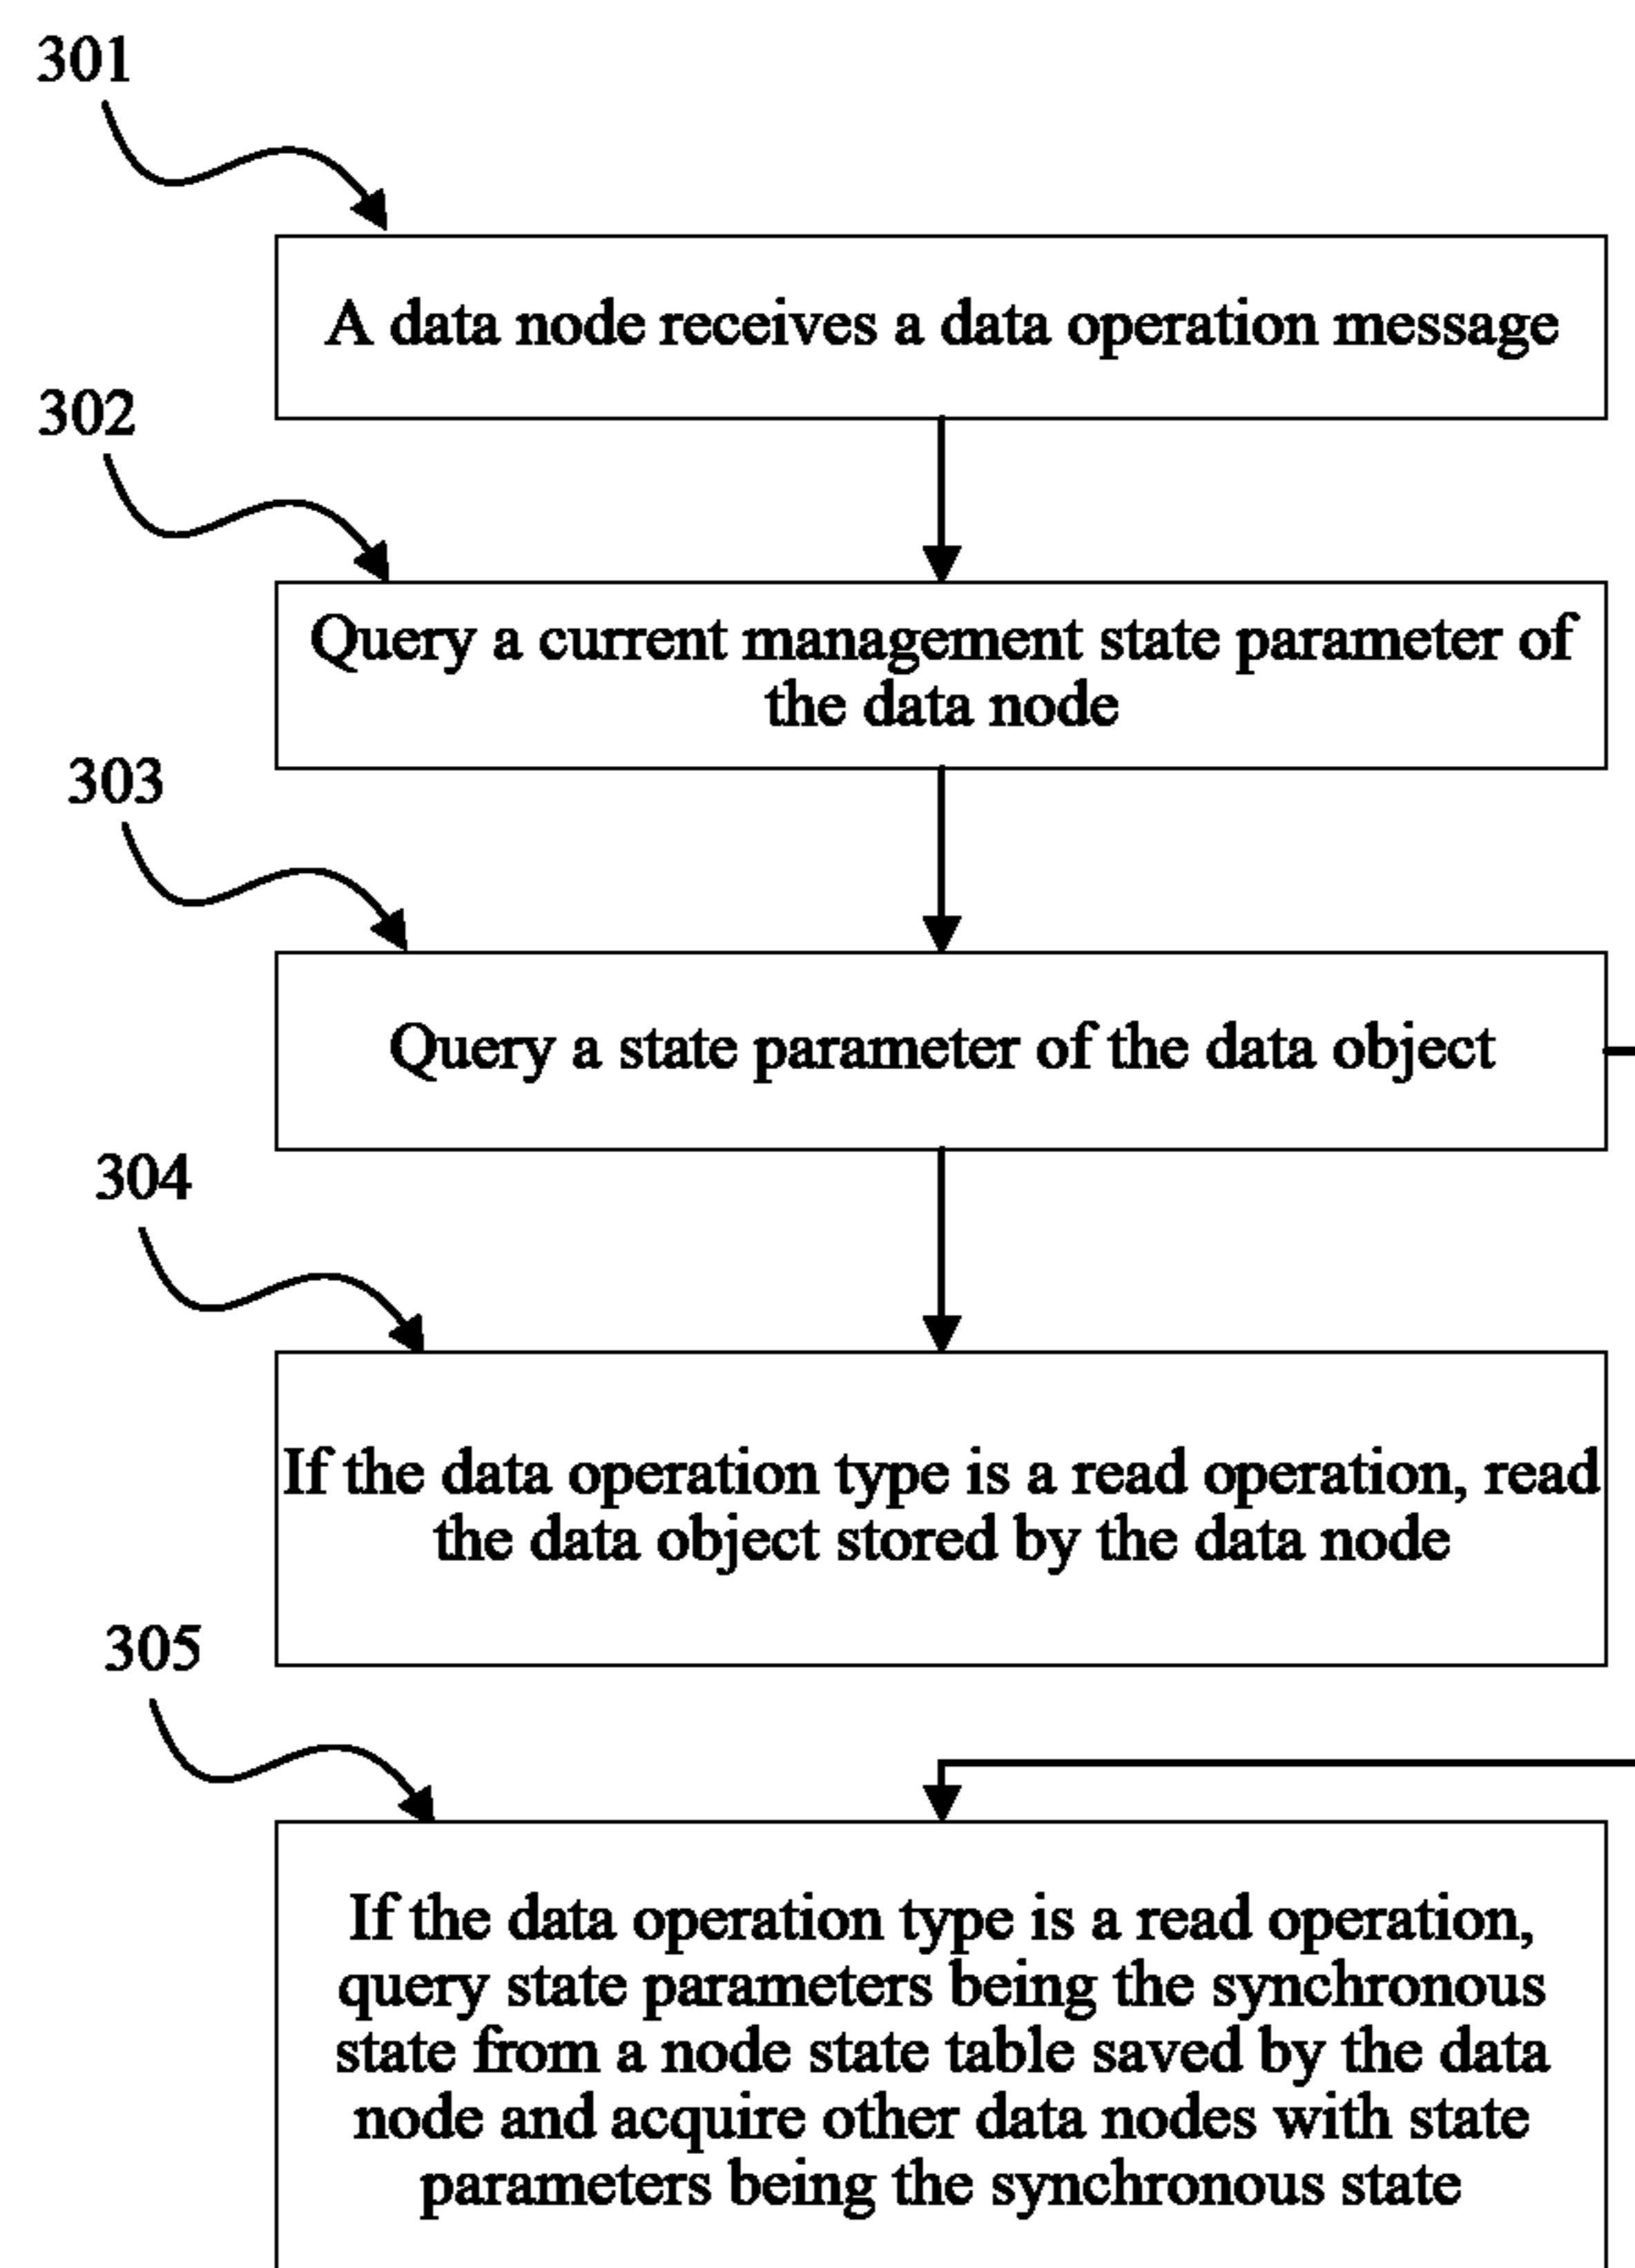 301
A data node receives a data operation message
302
Query a current management state parameter of
the data node
303
Query a state parameter of the data object
304
If the data operation type is a read operation, read
the data object stored by the data node
305
If the data operation type is a read operation,
query state parameters being the synchronous
state from a node state table saved by the data
node and acquire other data nodes with state
parameters being the synchronous state